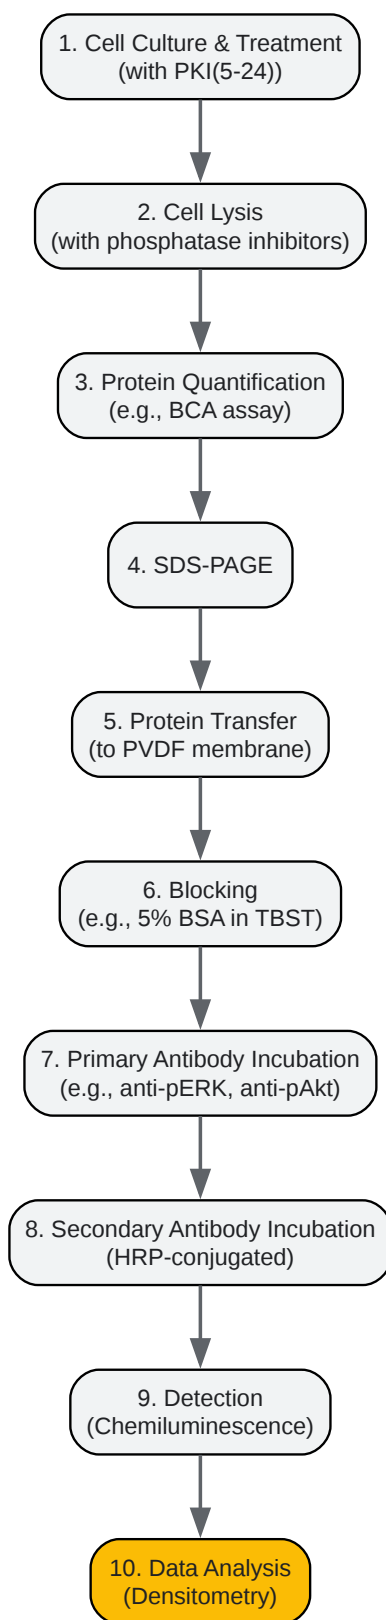 1. Cell Culture & Treatment
(with PKI(5-24))
2. Cell Lysis
(with phosphatase inhibitors)
3. Protein Quantification
(e.g., BCA assay)
4. SDS-PAGE
5. Protein Transfer
(to PVDF membrane)
6. Blocking
(e.g., 5% BSA in TBST)
7. Primary Antibody Incubation
(e.g., anti-pERK, anti-pAkt)
8. Secondary Antibody Incubation
(HRP-conjugated)
9. Detection
(Chemiluminescence)
10. Data Analysis
(Densitometry)